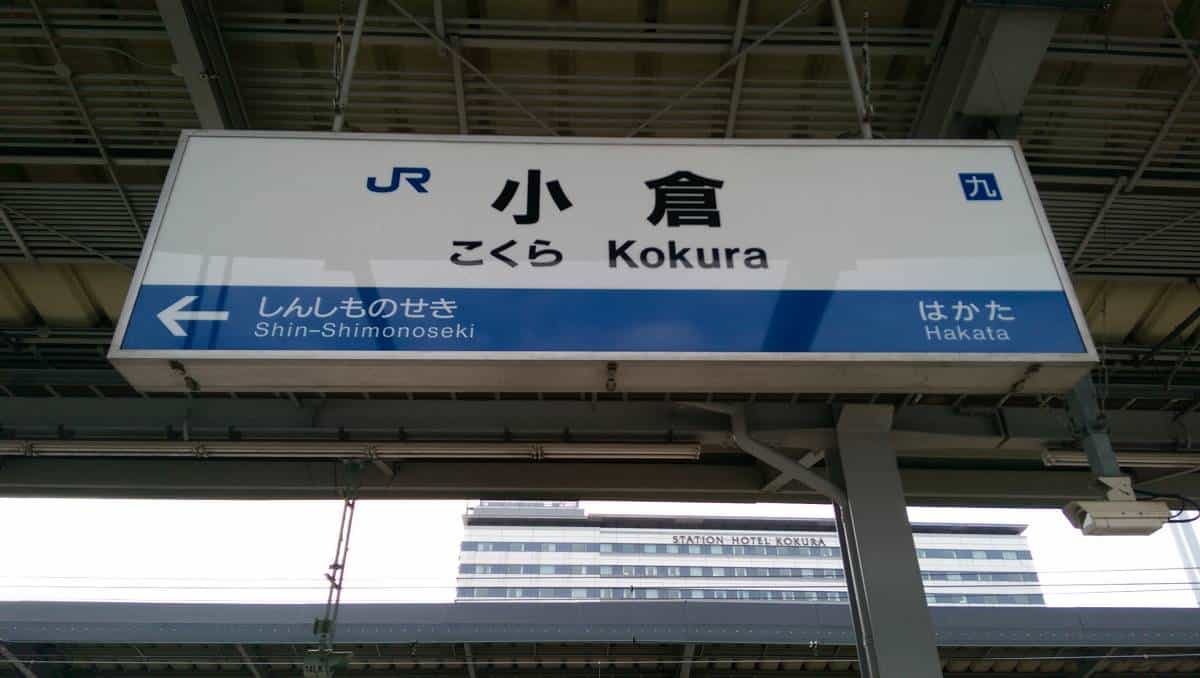 JR 小倉 九
こくら Kokura
← しんしものせき はかた
Shin-Shimonoseki Hakata
STATION HOTEL KOKURA